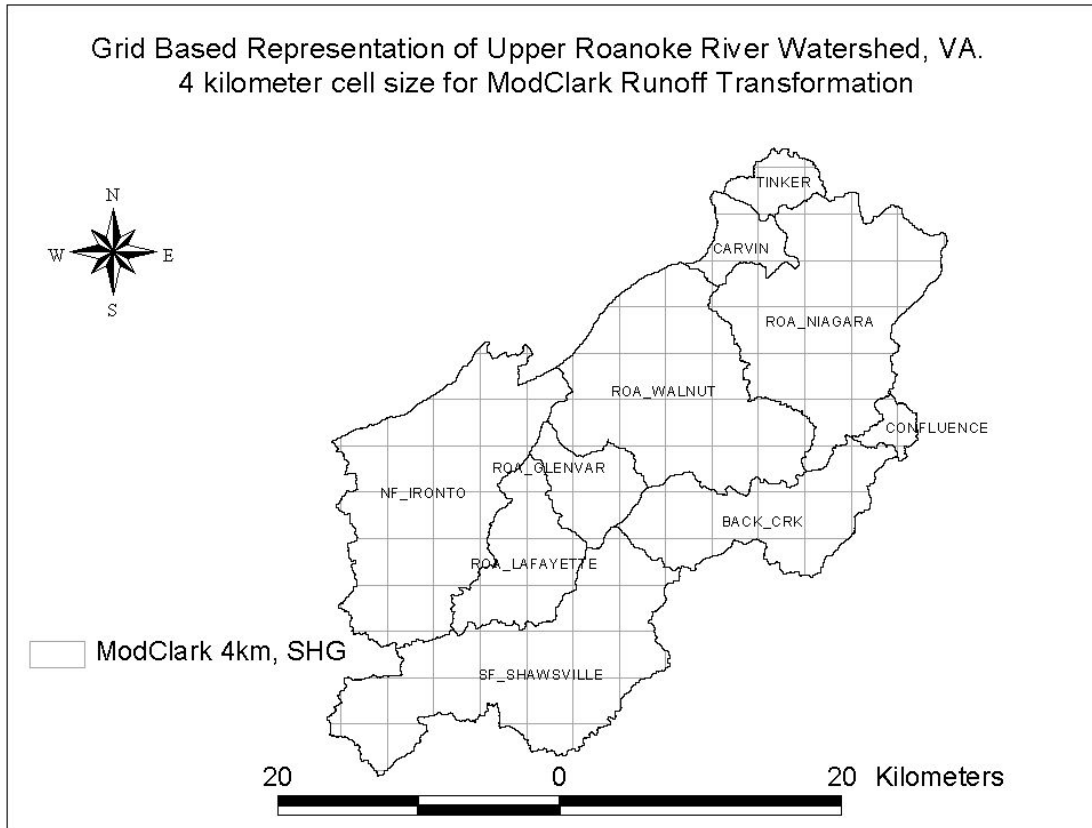 Grid Based Representation of Upper Roanoke River Watershed, VA.
4 kilometer cell size for ModClark Runoff Transformation
N
W E
S
TINKER
CARVIN
ROA_NIAGARA
ROA_WALNUT
CONFLUENCE
ROA_GLENVAR
NF_IRONTO
BACK_CRK
ROA_LAFAYETTE
ModClark 4km, SHG
SF_SHAWSVILLE
20 0 20 Kilometers